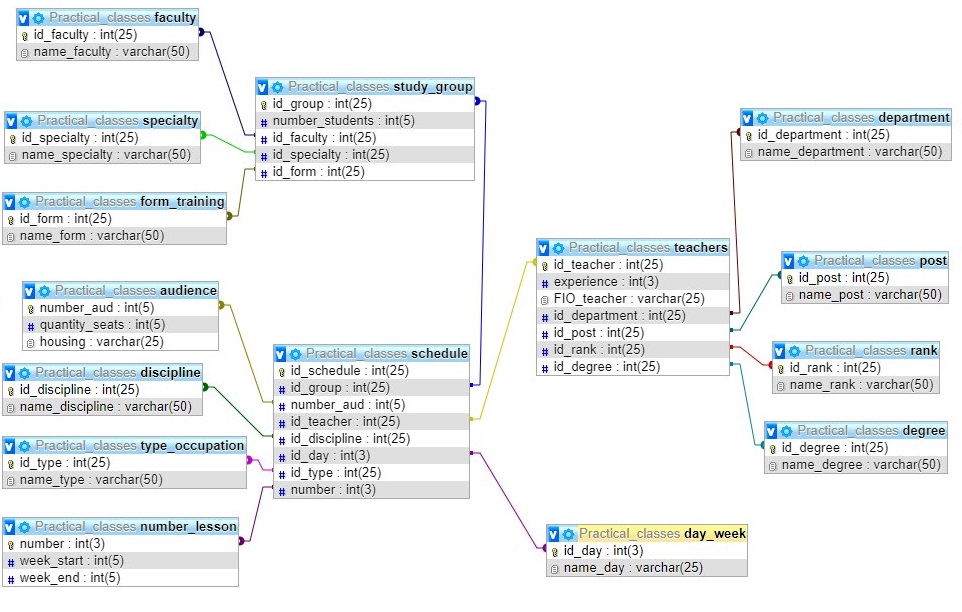 Practical_classes faculty
id_faculty : int(25)
name_faculty : varchar(50)
Practical_classes specialty
id_specialty : int(25)
name_specialty : varchar(50)
Practical_classes form_training
id_form : int(25)
name_form : varchar(50)
Practical_classes study_group
id_group : int(25)
number_students : int(5)
id_faculty : int(25)
id_specialty : int(25)
id_form : int(25)
Practical_classes audience
number_aud : int(5)
quantity_seats : int(5)
housing : varchar(25)
Practical_classes discipline
id_discipline : int(25)
name_discipline : varchar(50)
Practical_classes type_occupation
id_type : int(25)
name_type : varchar(50)
Practical_classes number_lesson
number : int(3)
week_start : int(5)
week_end : int(5)
Practical_classes schedule
id_schedule : int(25)
id_group : int(25)
number_aud : int(5)
id_teacher : int(25)
id_discipline : int(25)
id_day : int(3)
id_type : int(25)
number : int(3)
Practical_classes teachers
id_teacher : int(25)
experience : int(3)
FIO_teacher : varchar(25)
id_department : int(25)
id_post : int(25)
id_rank : int(25)
id_degree : int(25)
Practical_classes department
id_department : int(25)
name_department : varchar(50)
Practical_classes post
id_post : int(25)
name_post : varchar(50)
Practical_classes rank
id_rank : int(25)
name_rank : varchar(50)
Practical_classes degree
id_degree : int(25)
name_degree : varchar(50)
Practical_classes day_week
id_day : int(3)
name_day : varchar(25)